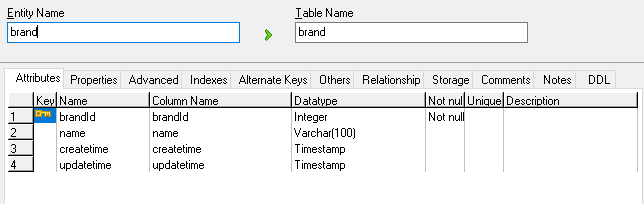 Entity Name Table Name
brand brand
Attributes Properties Advanced Indexes Alternate Keys Others Relationship Storage Comments Notes DDL
Key Name Column Name Datatype Not nul Unique Description
1 brandId brandId Integer Not nul
2 name name Varchar(100)
3 createtime createtime Timestamp
4 updatetime updatetime Timestamp